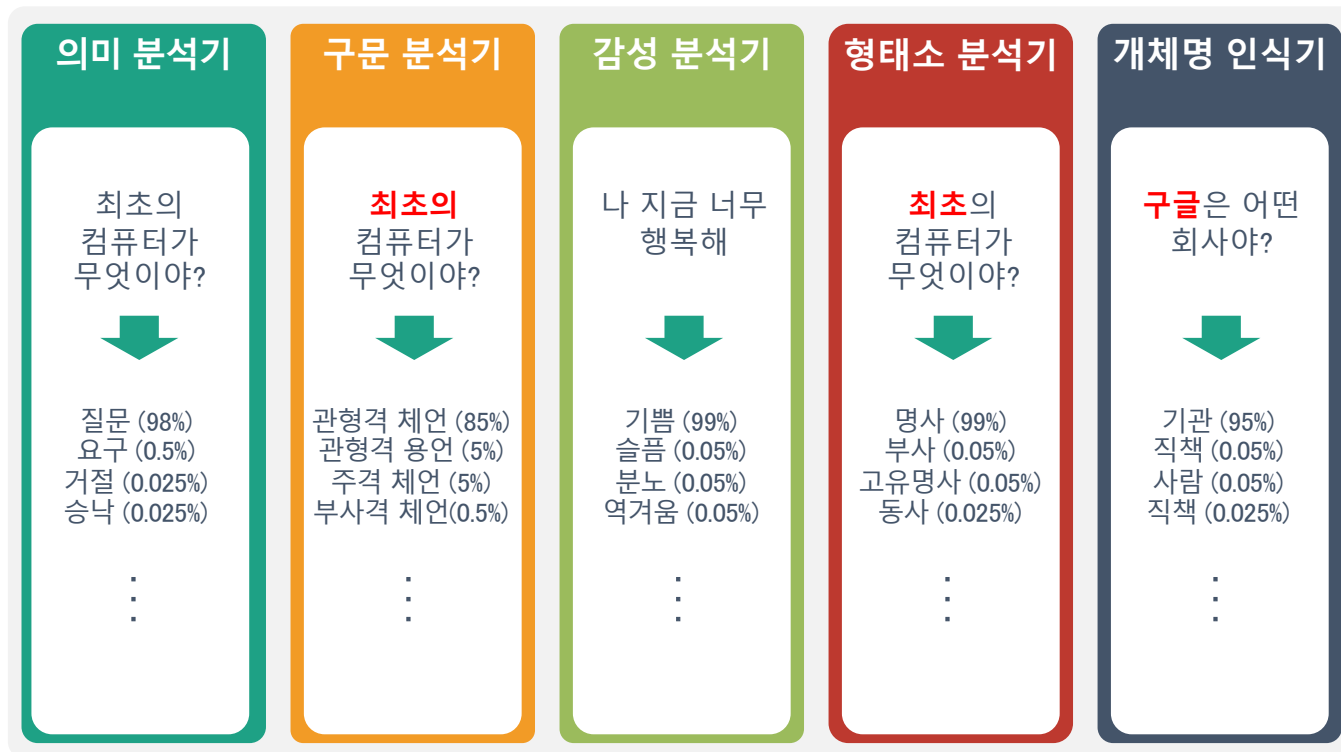 의미 분석기
최초의
컴퓨터가
무엇이야?
질문 (98%)
요구 (0.5%)
거절 (0.025%)
승낙 (0.025%)
구문 분석기
최초의
컴퓨터가
무엇이야?
관형격 체언 (85%)
관형격 용언 (5%)
주격 체언 (5%)
부사격 체언(0.5%)
감성 분석기
나 지금 너무
행복해
기쁨 (99%)
슬픔 (0.05%)
분노 (0.05%)
역겨움 (0.05%)
형태소 분석기
최초의
컴퓨터가
무엇이야?
명사 (99%)
부사 (0.05%)
고유명사 (0.05%)
동사 (0.025%)
개체명 인식기
구글은 어떤
회사야?
기관 (95%)
직책 (0.05%)
사람 (0.05%)
직책 (0.025%)